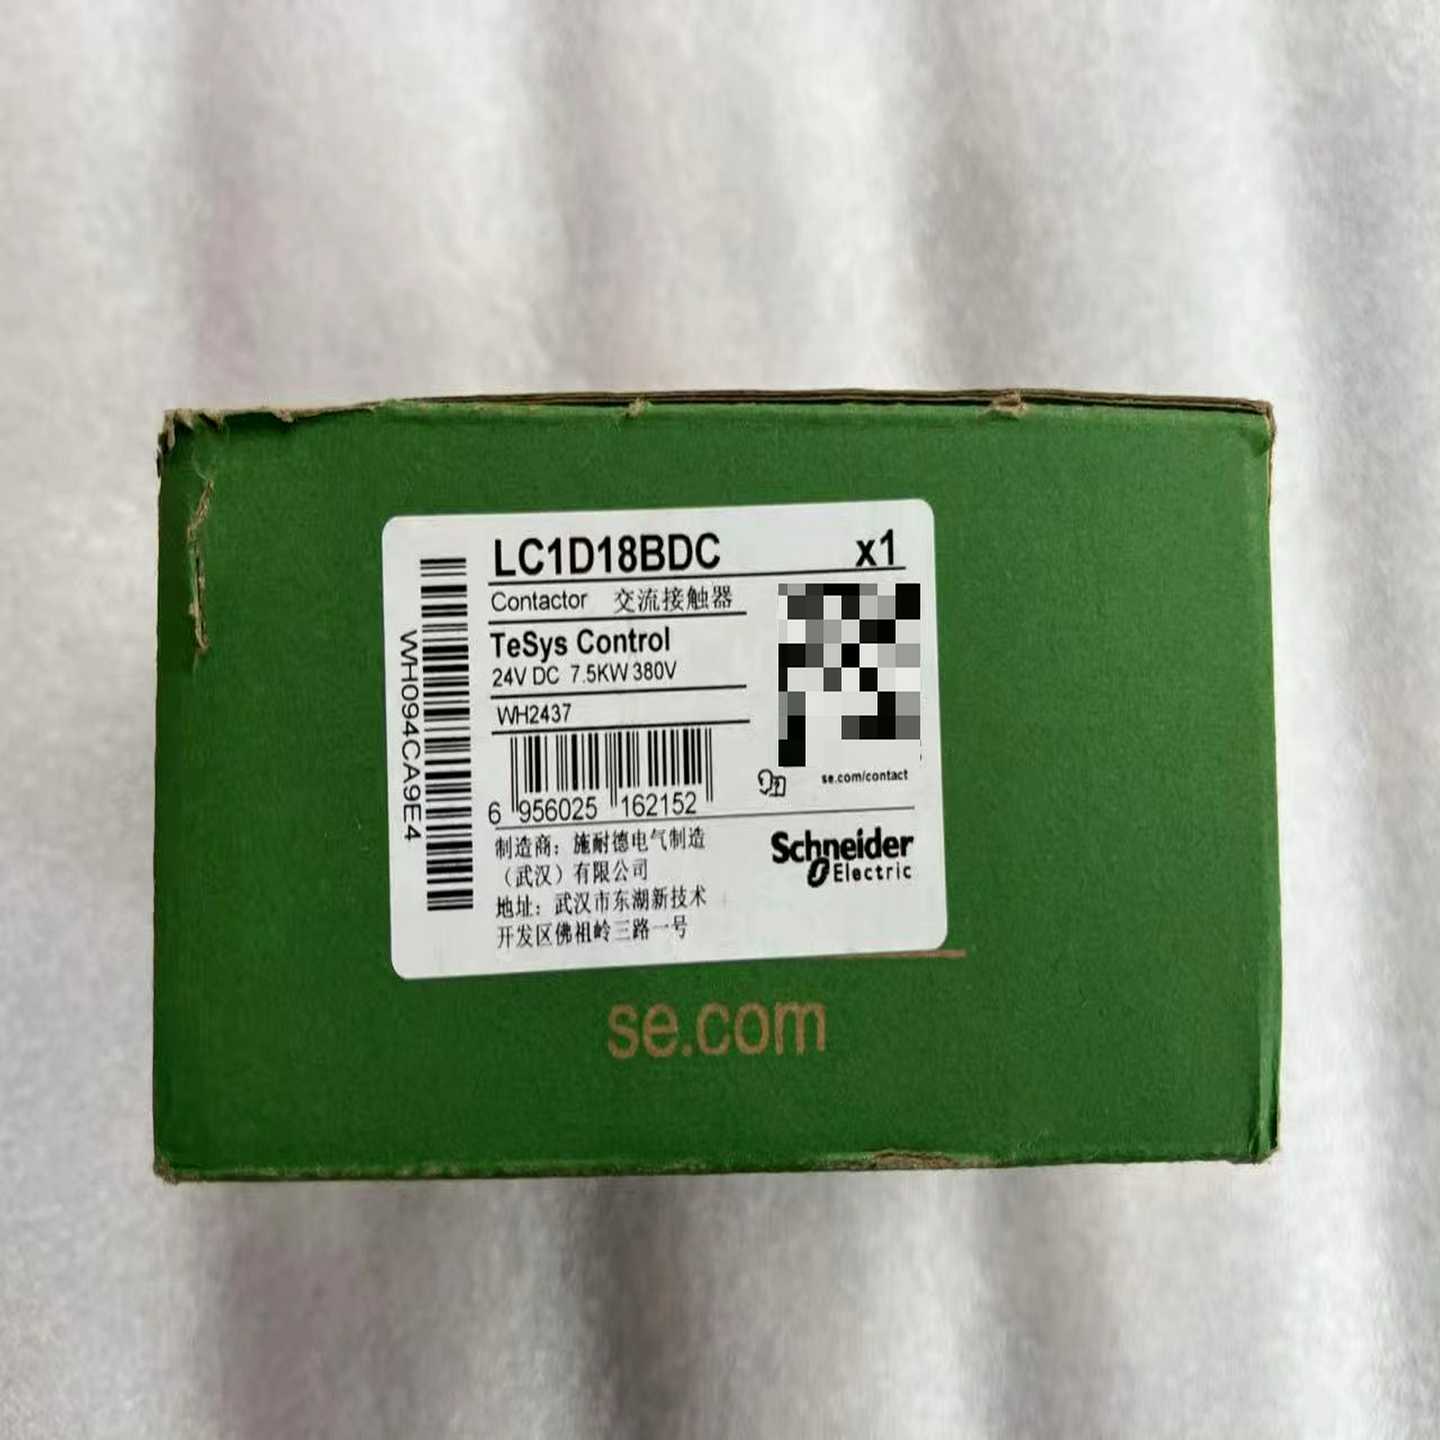 LC1D18BDC x1
Contactor 交流接触器
TeSys Control
24V DC 7.5KW 380V
WH2437
6 956025 162152
WH094CA9E4
se.com/contact
制造商：施耐德电气制造
（武汉）有限公司
地址：武汉市东湖新技术
开发区佛祖岭三路一号
Schneider
Electric
se.com